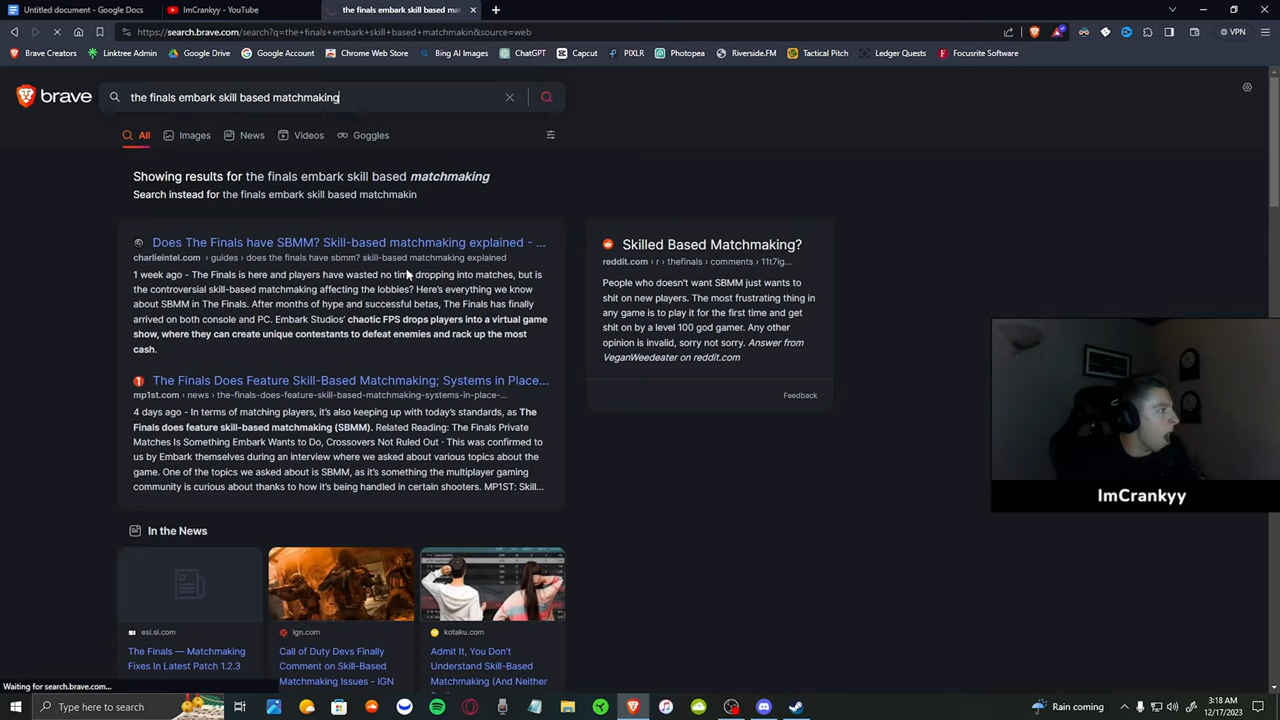 Untitled document - Google Docs
ImCrankyy - YouTube
the finals embark skill based mat
https://search.brave.com/search?q=the+finals+embark+skill+based+matchmakin&source=web
VPN
Brave Creators
Linktree Admin
Google Drive
Google Account
Chrome Web Store
Bing AI Images
ChatGPT
Capcut
PIXLR
Photopea
Riverside.FM
Tactical Pitch
Ledger Quests
Focusrite Software
brave
the finals embark skill based matchmaking
All
Images
News
Videos
Goggles
Showing results for the finals embark skill based matchmaking
Search instead for the finals embark skill based matchmakin
Does The Finals have SBMM? Skill-based matchmaking explained - ...
charlieintel.com › guides › does the finals have sbmm? skill-based matchmaking explained
1 week ago - The Finals is here and players have wasted no time dropping into matches, but is
the controversial skill-based matchmaking affecting the lobbies? Here's everything we know
about SBMM in The Finals. After months of hype and successful betas, The Finals has finally
arrived on both console and PC. Embark Studios' chaotic FPS drops players into a virtual game
show, where they can create unique contestants to defeat enemies and rack up the most
cash.
The Finals Does Feature Skill-Based Matchmaking; Systems in Place...
mp1st.com › news › the-finals-does-feature-skill-based-matchmaking-systems-in-place-...
4 days ago - In terms of matching players, it's also keeping up with today's standards, as The
Finals does feature skill-based matchmaking (SBMM). Related Reading: The Finals Private
Matches Is Something Embark Wants to Do, Crossovers Not Ruled Out · This was confirmed to
us by Embark themselves during an interview where we asked about various topics about the
game. One of the topics we asked about is SBMM, as it's something the multiplayer gaming
community is curious about thanks to how it's being handled in certain shooters. MP1ST: Skill...
Skilled Based Matchmaking?
reddit.com › r › thefinals › comments › 11t7ig...
People who doesn't want SBMM just wants to
shit on new players. The most frustrating thing in
any game is to play it for the first time and get
shit on by a level 100 god gamer. Any other
opinion is invalid, sorry not sorry. Answer from
VeganWeedeater on reddit.com
Feedback
ImCrankyy
In the News
esi.si.com
The Finals — Matchmaking
Fixes In Latest Patch 1.2.3
ign.com
Call of Duty Devs Finally
Comment on Skill-Based
Matchmaking Issues - IGN
kotaku.com
Admit It, You Don't
Understand Skill-Based
Matchmaking (And Neither
Waiting for search.brave.com...
Type here to search
Rain coming
3:18 AM
12/17/2023